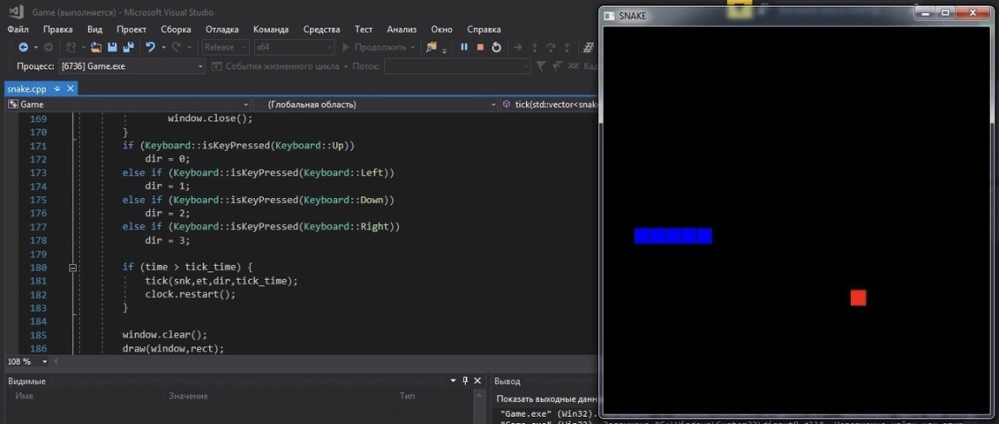 Game (выполняется) - Microsoft Visual Studio
Файл Правка Вид Проект Сборка Отладка Команда Средства Тест Анализ Окно Справка
Release x64 Продолжить
Процесс: [6736] Game.exe События жизненного цикла Поток:
snake.cpp
Game (Глобальная область) tick(std::vector<snak
169 window.close();
170 }
171 if (Keyboard::isKeyPressed(Keyboard::Up))
172 dir = 0;
173 else if (Keyboard::isKeyPressed(Keyboard::Left))
174 dir = 1;
175 else if (Keyboard::isKeyPressed(Keyboard::Down))
176 dir = 2;
177 else if (Keyboard::isKeyPressed(Keyboard::Right))
178 dir = 3;
179
180 if (time > tick_time) {
181 tick(snk,et,dir,tick_time);
182 clock.restart();
183 }
184
185 window.clear();
186 draw(window,rect);
108 %
Видимые
Имя Значение Тип
Вывод
Показать выходные данн
"Game.exe" (Win32).
SNAKE